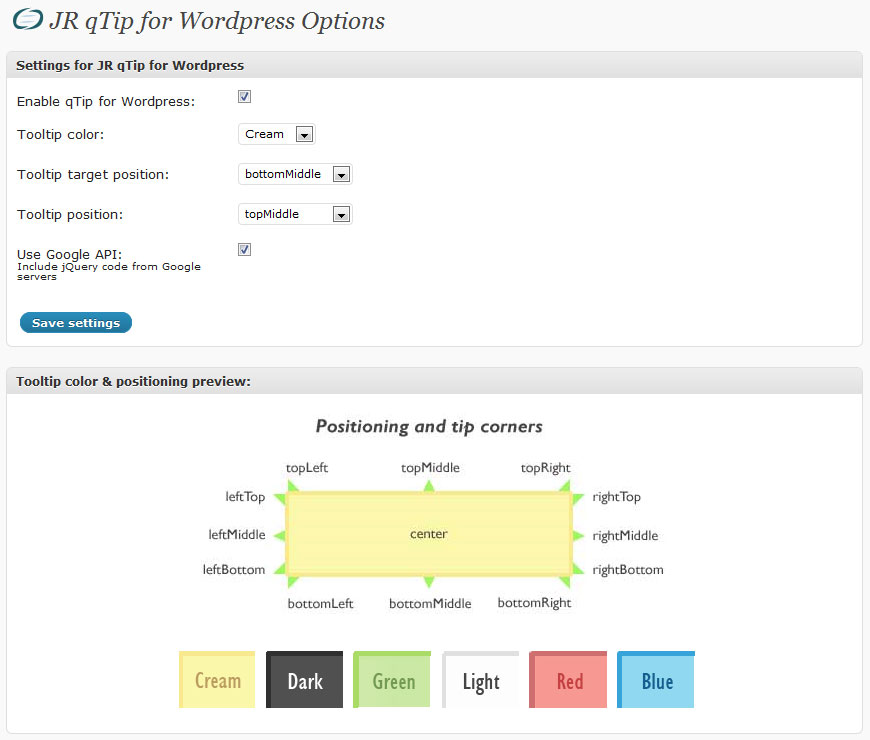 JR qTip for Wordpress Options
Settings for JR qTip for Wordpress
Enable qTip for Wordpress:
Tooltip color: Cream
Tooltip target position: bottomMiddle
Tooltip position: topMiddle
Use Google API:
Include jQuery code from Google
servers
Save settings
Tooltip color & positioning preview:
Positioning and tip corners
topLeft topMiddle topRight
leftTop rightTop
leftMiddle center rightMiddle
leftBottom rightBottom
bottomLeft bottomMiddle bottomRight
Cream Dark Green Light Red Blue